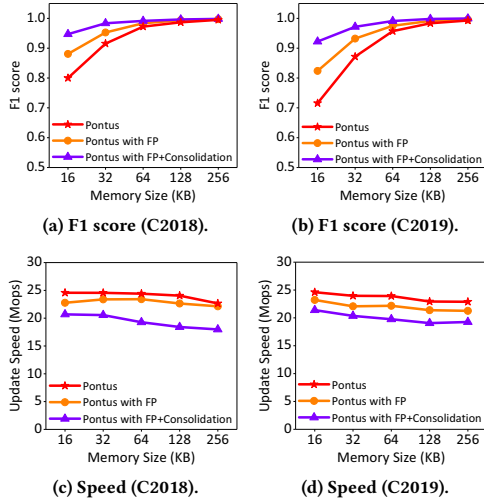 1.0
0.9
0.8
0.7
0.6
0.5
F1 score
Pontus
Pontus with FP
Pontus with FP+Consolidation
16 32 64 128 256
Memory Size (KB)
(a) F1 score (C2018).
1.0
0.9
0.8
0.7
0.6
0.5
F1 score
Pontus
Pontus with FP
Pontus with FP+Consolidation
16 32 64 128 256
Memory Size (KB)
(b) F1 score (C2019).
30
25
20
15
10
5
0
Update Speed (Mops)
Pontus
Pontus with FP
Pontus with FP+Consolidation
16 32 64 128 256
Memory Size (KB)
(c) Speed (C2018).
30
25
20
15
10
5
0
Update Speed (Mops)
Pontus
Pontus with FP
Pontus with FP+Consolidation
16 32 64 128 256
Memory Size (KB)
(d) Speed (C2019).